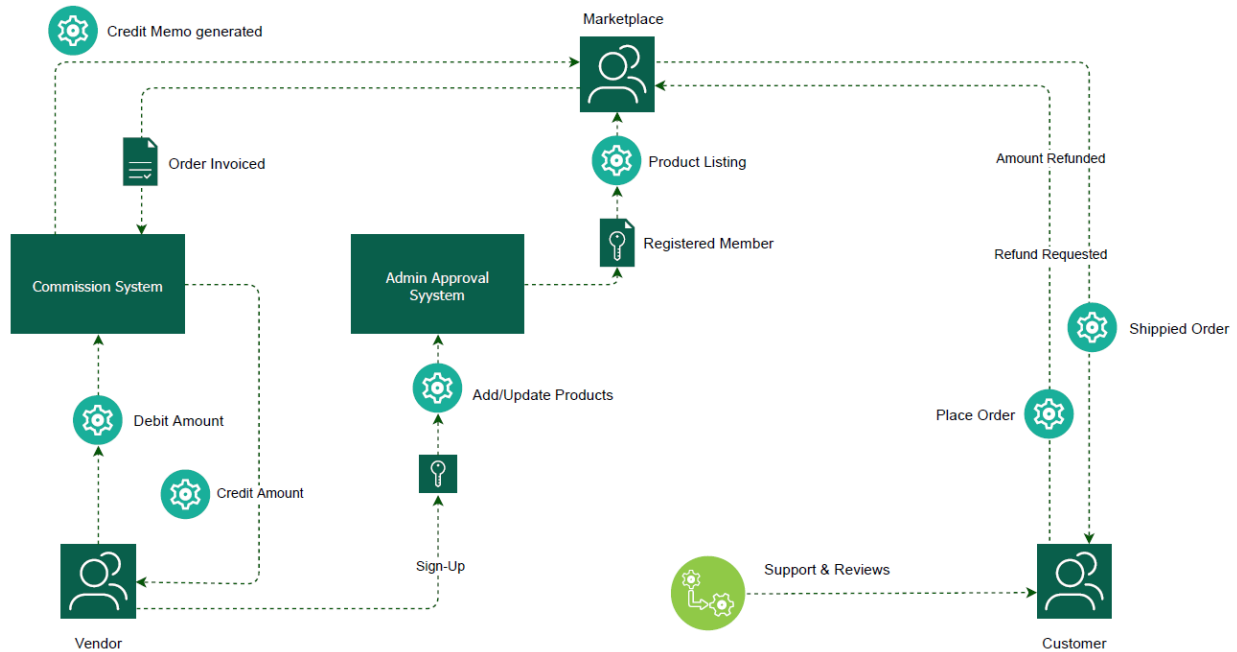 Marketplace
Credit Memo generated
Order Invoiced
Product Listing
Amount Refunded
Registered Member
Refund Requested
Commission System
Admin Approval
Syystem
Shippied Order
Add/Update Products
Place Order
Debit Amount
Credit Amount
Sign-Up
Support & Reviews
Vendor
Customer